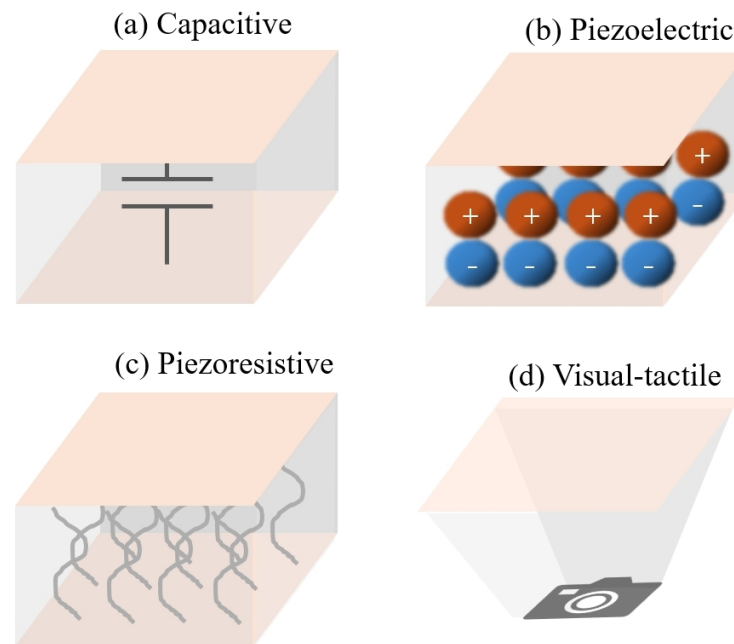 (a) Capacitive
(b) Piezoelectric
+
+ + + +
-
- - - -
(c) Piezoresistive
(d) Visual-tactile